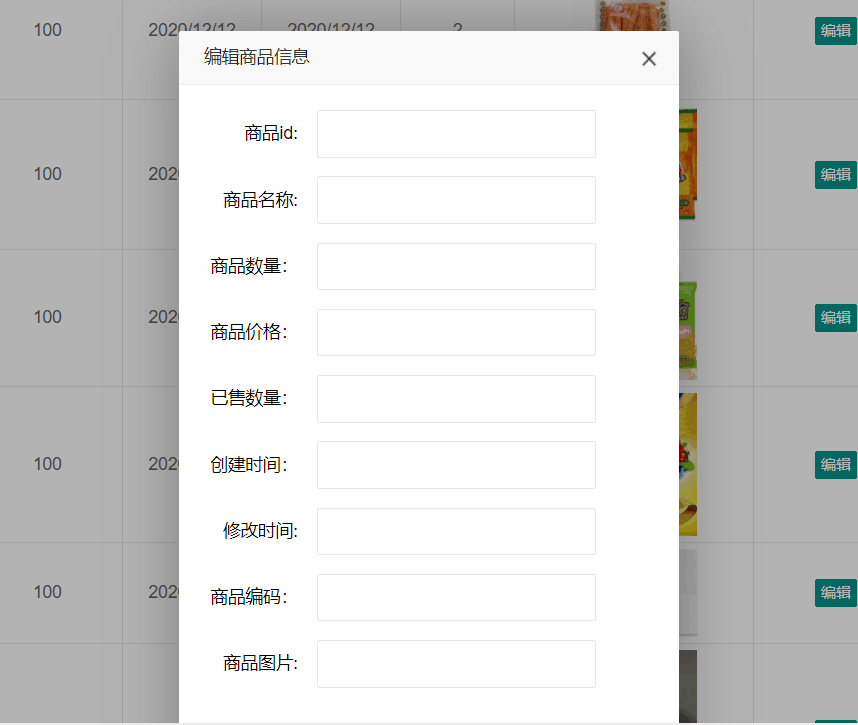 100 2020/12/12 2020/12/12 2 编辑
编辑商品信息
商品id:
100 202 编辑
商品名称:
商品数量：
100 202 编辑
商品价格：
已售数量：
100 202 编辑
创建时间：
修改时间:
100 202 编辑
商品编码：
商品图片: